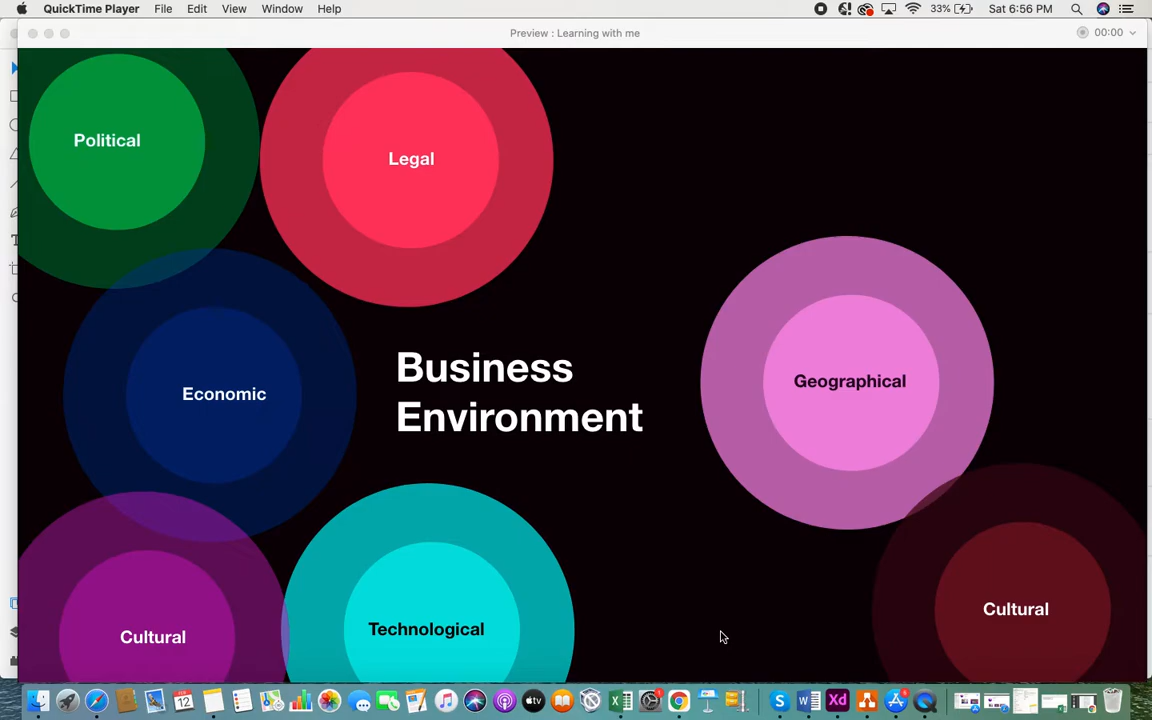 QuickTime Player File Edit View Window Help 33% Sat 6:56 PM
Preview : Learning with me 00:00
Political
Legal
Economic
Business
Environment
Geographical
Cultural
Technological
Cultural